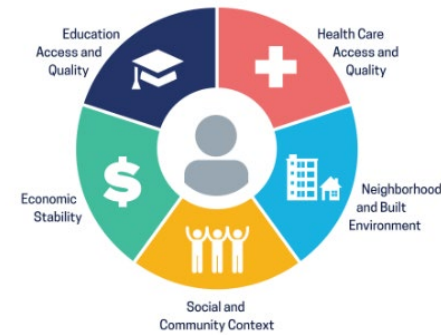 Education
Access and
Quality
Health Care
Access and
Quality
Economic
Stability
$
Neighborhood
and Built
Environment
Social and
Community Context